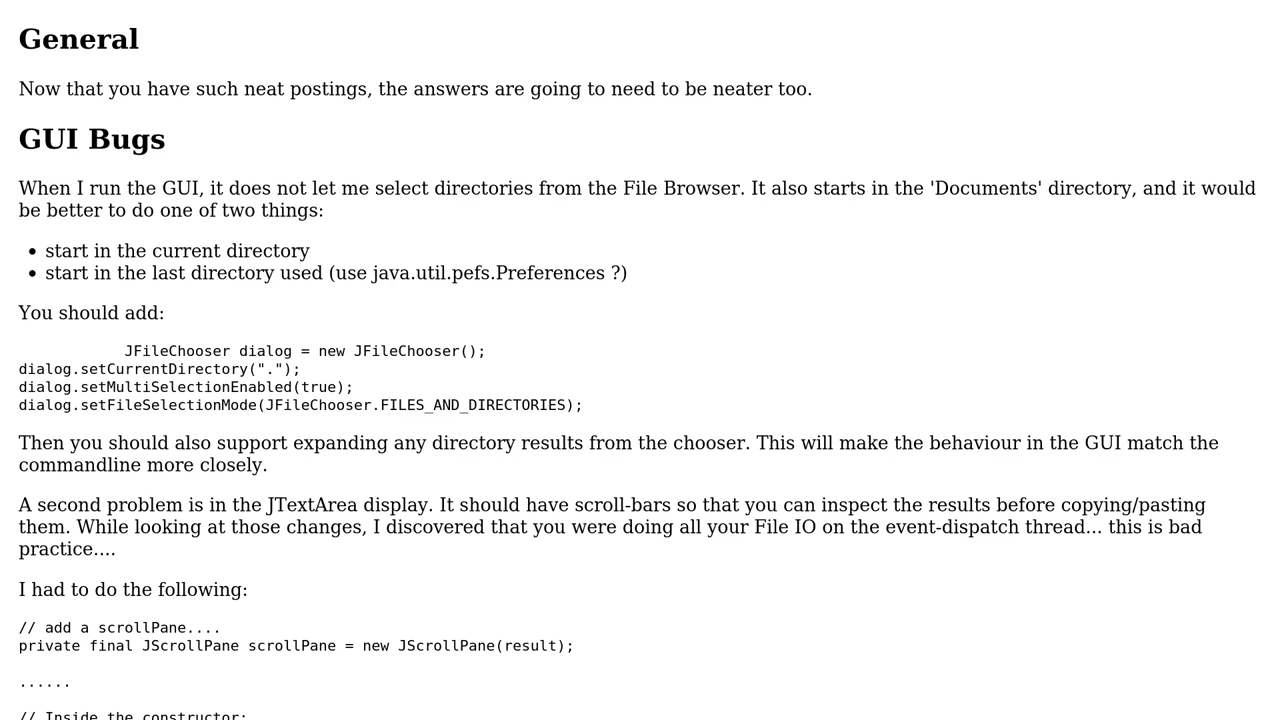 General
Now that you have such neat postings, the answers are going to need to be neater too.
GUI Bugs
When I run the GUI, it does not let me select directories from the File Browser. It also starts in the 'Documents' directory, and it would
be better to do one of two things:
• start in the current directory
• start in the last directory used (use java.util.pefs.Preferences ?)
You should add:
JFileChooser dialog = new JFileChooser();
dialog.setCurrentDirectory(".");
dialog.setMultiSelectionEnabled(true);
dialog.setFileSelectionMode(JFileChooser.FILES_AND_DIRECTORIES);
Then you should also support expanding any directory results from the chooser. This will make the behaviour in the GUI match the
commandline more closely.
A second problem is in the JTextArea display. It should have scroll-bars so that you can inspect the results before copying/pasting
them. While looking at those changes, I discovered that you were doing all your File IO on the event-dispatch thread... this is bad
practice....
I had to do the following:
// add a scrollPane....
private final JScrollPane scrollPane = new JScrollPane(result);
......
// Inside the constructor: